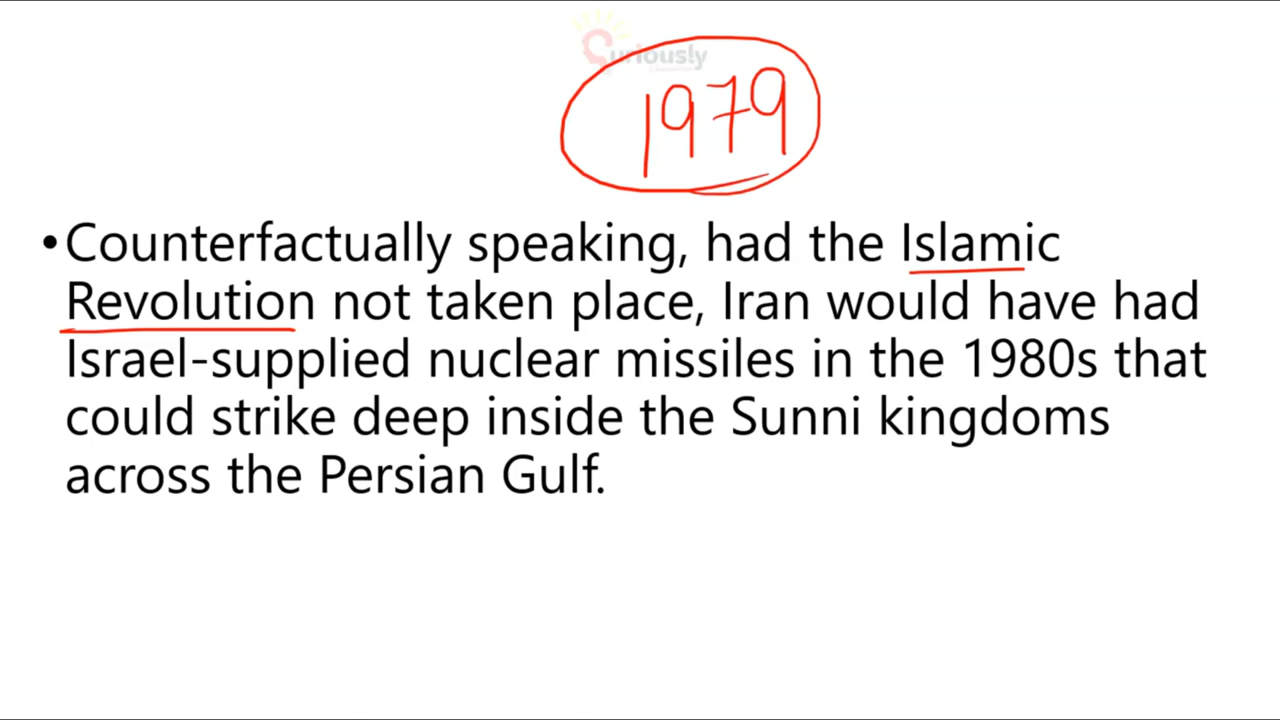 Curiously
1979
•Counterfactually speaking, had the Islamic
Revolution not taken place, Iran would have had
Israel-supplied nuclear missiles in the 1980s that
could strike deep inside the Sunni kingdoms
across the Persian Gulf.